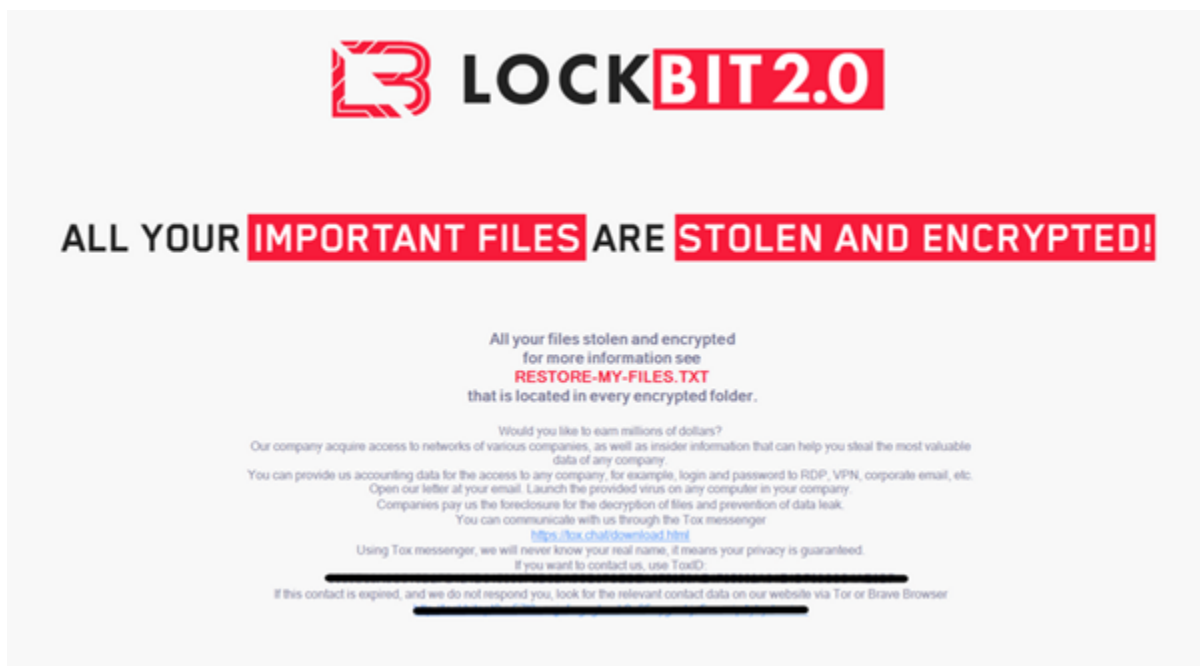 LOCKBIT 2.0
ALL YOUR IMPORTANT FILES ARE STOLEN AND ENCRYPTED!
All your files stolen and encrypted
for more information see
RESTORE-MY-FILES.TXT
that is located in every encrypted folder.
Would you like to earn millions of dollars?
Our company acquire access to networks of various companies, as well as insider information that can help you steal the most valuable
data of any company.
You can provide us accounting data for the access to any company, for example, login and password to RDP, VPN, corporate email, etc.
Open our letter at your email. Launch the provided virus on any computer in your company.
Companies pay us the foreclosure for the decryption of files and prevention of data leak.
You can communicate with us through the Tox messenger
https://tox.chat/download.html
Using Tox messenger, we will never know your real name, it means your privacy is guaranteed.
If you want to contact us, use ToxID:
If this contact is expired, and we do not respond you, look for the relevant contact data on our website via Tor or Brave Browser